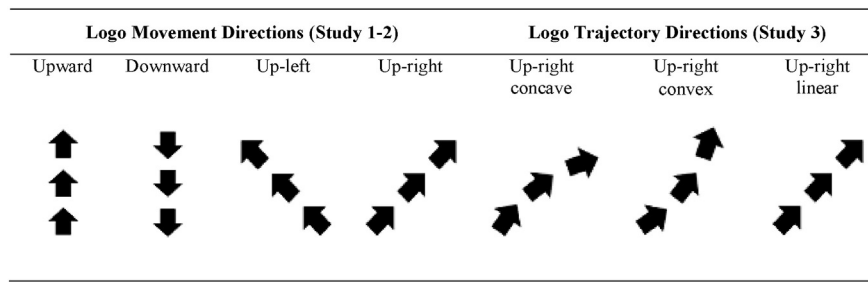 Logo Movement Directions (Study 1-2) Logo Trajectory Directions (Study 3)
Upward Downward Up-left Up-right Up-right concave Up-right convex Up-right linear